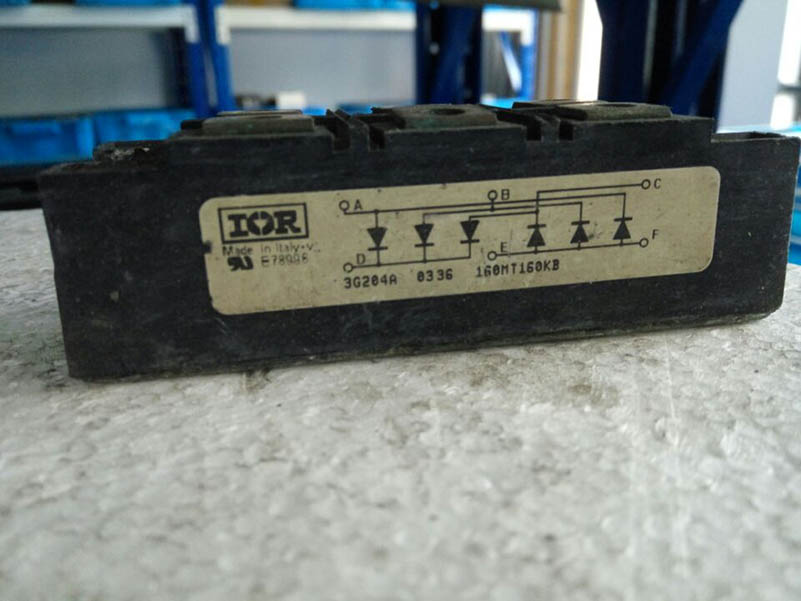 IOR
Made in Italy
E78996
A
B
C
D
E
F
3G204A 0336 160MT160KB